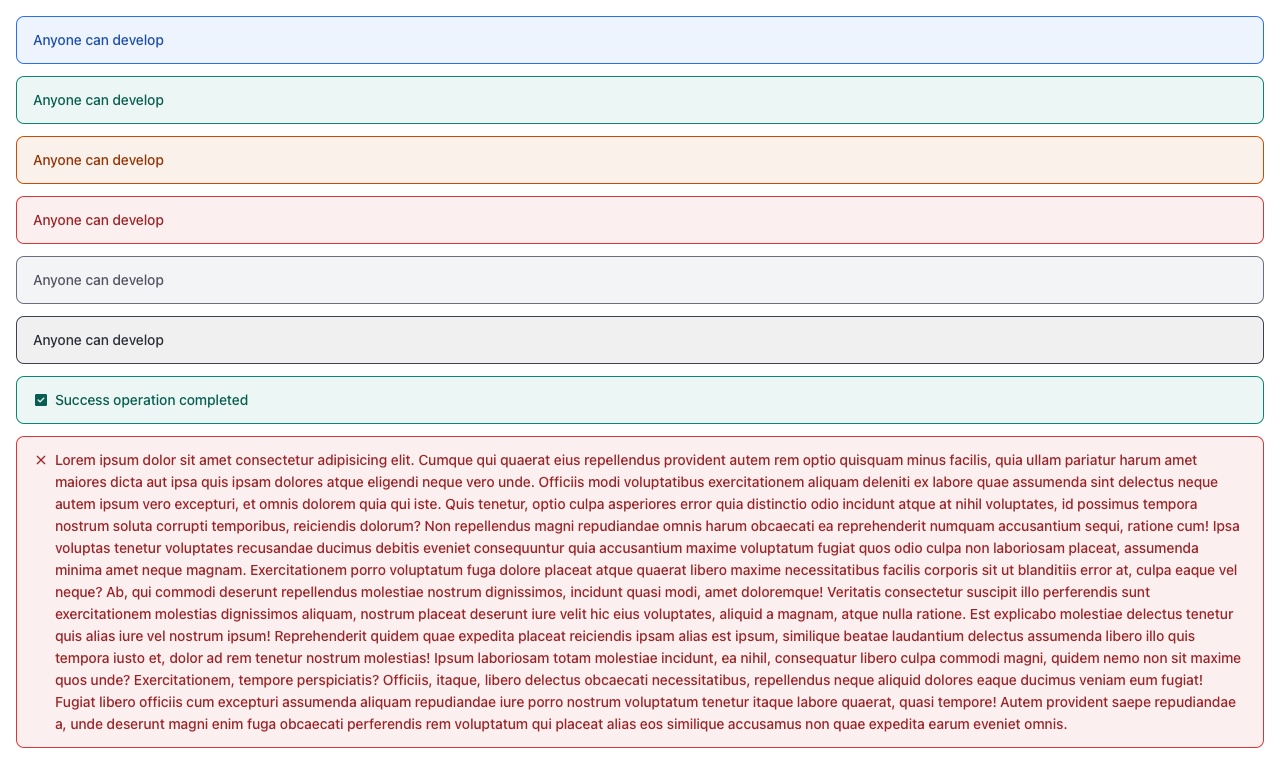 Anyone can develop
Anyone can develop
Anyone can develop
Anyone can develop
Anyone can develop
Anyone can develop
Success operation completed
Lorem ipsum dolor sit amet consectetur adipisicing elit. Cumque qui quaerat eius repellendus provident autem rem optio quisquam minus facilis, quia ullam pariatur harum amet
maiores dicta aut ipsa quis ipsam dolores atque eligendi neque vero unde. Officiis modi voluptatibus exercitationem aliquam deleniti ex labore quae assumenda sint delectus neque
autem ipsum vero excepturi, et omnis dolorem quia qui iste. Quis tenetur, optio culpa asperiores error quia distinctio odio incidunt atque at nihil voluptates, id possimus tempora
nostrum soluta corrupti temporibus, reiciendis dolorum? Non repellendus magni repudiandae omnis harum obcaecati ea reprehenderit numquam accusantium sequi, ratione cum! Ipsa
voluptas tenetur voluptates recusandae ducimus debitis eveniet consequuntur quia accusantium maxime voluptatum fugiat quos odio culpa non laboriosam placeat, assumenda
minima amet neque magnam. Exercitationem porro voluptatum fuga dolore placeat atque quaerat libero maxime necessitatibus facilis corporis sit ut blanditiis error at, culpa eaque vel
neque? Ab, qui commodi deserunt repellendus molestiae nostrum dignissimos, incidunt quasi modi, amet doloremque! Veritatis consectetur suscipit illo perferendis sunt
exercitationem molestias dignissimos aliquam, nostrum placeat deserunt iure velit hic eius voluptates, aliquid a magnam, atque nulla ratione. Est explicabo molestiae delectus tenetur
quis alias iure vel nostrum ipsum! Reprehenderit quidem quae expedita placeat reiciendis ipsam alias est ipsum, similique beatae laudantium delectus assumenda libero illo quis
tempora iusto et, dolor ad rem tenetur nostrum molestias! Ipsum laboriosam totam molestiae incidunt, ea nihil, consequatur libero culpa commodi magni, quidem nemo non sit maxime
quos unde? Exercitationem, tempore perspiciatis? Officiis, itaque, libero delectus obcaecati necessitatibus, repellendus neque aliquid dolores eaque ducimus veniam eum fugiat!
Fugiat libero officiis cum excepturi assumenda aliquam repudiandae iure porro nostrum voluptatum tenetur itaque labore quaerat, quasi tempore! Autem provident saepe repudiandae
a, unde deserunt magni enim fuga obcaecati perferendis rem voluptatum qui placeat alias eos similique accusamus non quae expedita earum eveniet omnis.